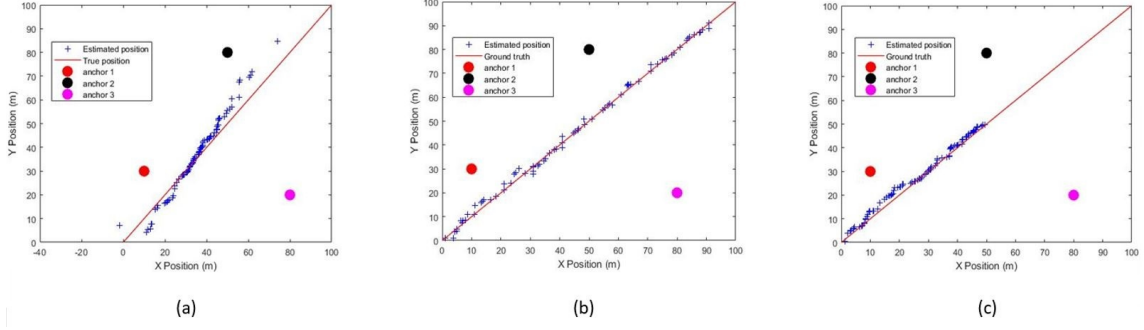 100
90
80
70
60
50
40
30
20
10
0
Y Position (m)
Estimated position
True position
anchor 1
anchor 2
anchor 3
-40 -20 0 20 40 60 80 100
X Position (m)
(a)
100
90
80
70
60
50
40
30
20
10
0
Y Position (m)
Estimated position
Ground truth
anchor 1
anchor 2
anchor 3
0 10 20 30 40 50 60 70 80 90 100
X Position (m)
(b)
100
90
80
70
60
50
40
30
20
10
0
Y Position (m)
Estimated position
Ground truth
anchor 1
anchor 2
anchor 3
0 10 20 30 40 50 60 70 80 90 100
X Position (m)
(c)